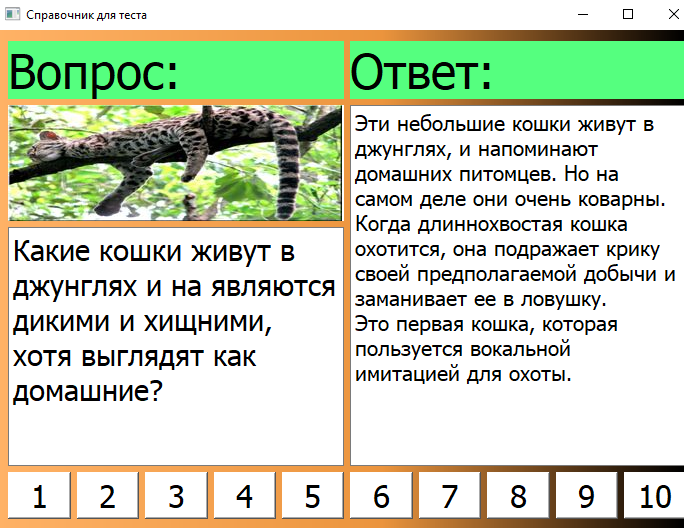 Справочник для теста
Вопрос:
Какие кошки живут в
джунглях и на являются
дикими и хищними,
хотя выглядят как
домашние?
Ответ:
Эти небольшие кошки живут в
джунглях, и напоминают
домашних питомцев. Но на
самом деле они очень коварны.
Когда длиннохвостая кошка
охотится, она подражает крику
своей предполагаемой добычи и
заманивает ее в ловушку.
Это первая кошка, которая
пользуется вокальной
имитацией для охоты.
1 2 3 4 5 6 7 8 9 10